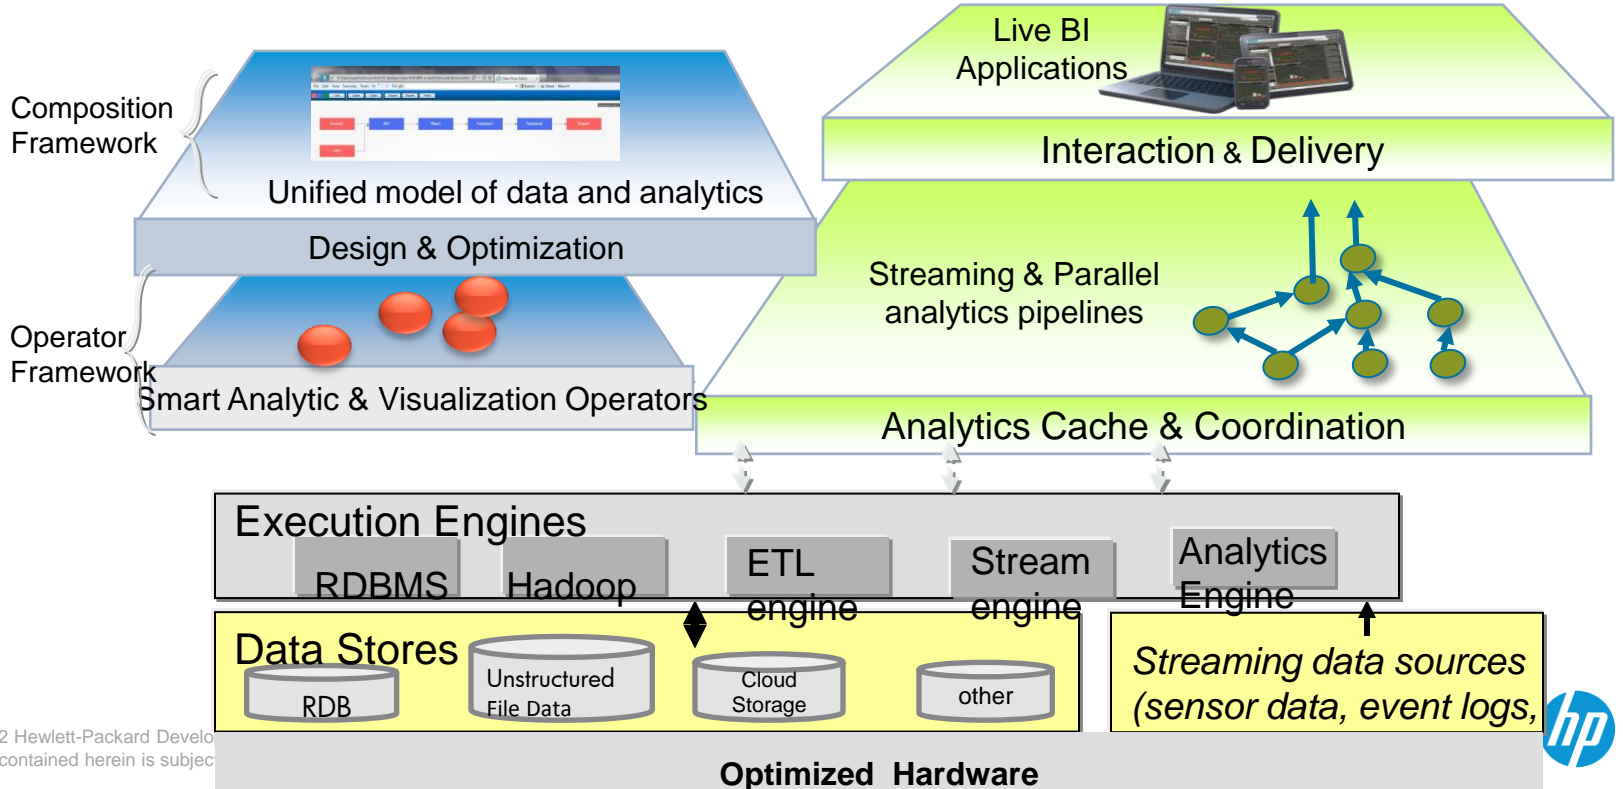 Live BI
Applications
Composition
Framework
Interaction & Delivery
Unified model of data and analytics
Design & Optimization
Streaming & Parallel
analytics pipelines
Operator
Framework
Smart Analytic & Visualization Operators
Analytics Cache & Coordination
Execution Engines
RDBMS
Hadoop
ETL
engine
Stream
engine
Analytics
Engine
Data Stores
RDB
Unstructured
File Data
Cloud
Storage
other
Streaming data sources
(sensor data, event logs,
2 Hewlett-Packard Develo
contained herein is subjec
hp
Optimized Hardware